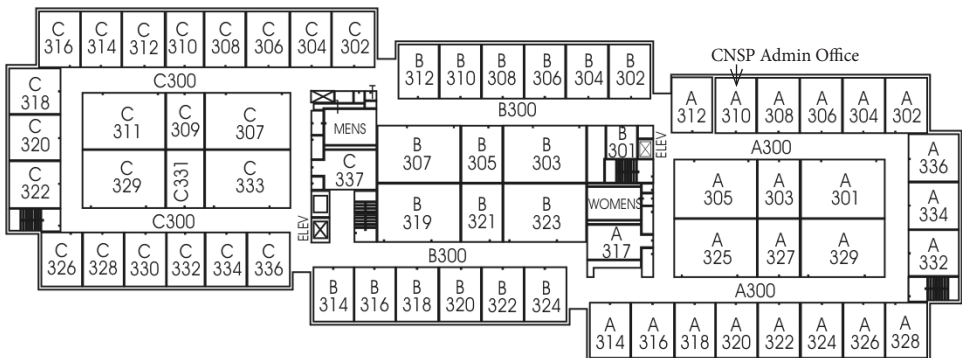 C 316
C 314
C 312
C 310
C 308
C 306
C 304
C 302
C300
C 318
C 320
C 322
C 311
C 309
C 307
C 329
C331
C 333
C300
C 326
C 328
C 330
C 332
C 334
C 336
MENS
C 337
ELEV
B 312
B 310
B 308
B 306
B 304
B 302
B300
B 307
B 305
B 303
B 301
ELEV
B 319
B 321
B 323
WOMENS
A 317
B300
B 314
B 316
B 318
B 320
B 322
B 324
CNSP Admin Office
A 312
A 310
A 308
A 306
A 304
A 302
A300
A 336
A 334
A 332
A 305
A 303
A 301
A 325
A 327
A 329
A300
A 314
A 316
A 318
A 320
A 322
A 324
A 326
A 328